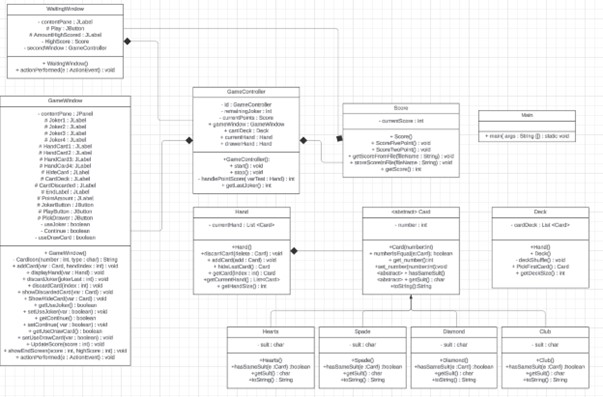 WaitingWindow
- contentPane : JLabel
# Play : JButton
# AmountHighScored : JLabel
- HighScore : Score
- secondWindow : GameController
+ WaitingWindow()
+ actionPerformed(e : ActionEvent) : void
GameWindow
- contentPane : JPanel
# Joker1 : JLabel
# Joker2 : JLabel
# Joker3 : JLabel
# Joker4 : JLabel
# HandCard1 : JLabel
# HandCard2 : JLabel
# HandCard3 : JLabel
# HandCard4 : JLabel
# HideCard : JLabel
# CardDeck : JLabel
# CardDiscarded : JLabel
# EndLabel : JLabel
# PointAmount : JLabel
# JokerButton : JButton
# PlayButton : JButton
# PickDrawer : JButton
- useJoker : boolean
- Continue : boolean
- useDrawCard : boolean
+ GameWindow()
- CardIcon(number : int, type : char) : String
+ addCard(var : Card, handIndex : int) : void
+ displayHand(var : Hand) : void
+ discardJoker(jokerLast : int) : void
+ discardCard(index : int) : void
+ showDiscardedCard(var : Card) : void
+ ShowHideCard(var : Card) : void
+ getUseJoker() : boolean
+ setUseJoker(var : boolean) : void
+ getContinue() : boolean
+ setContinue( var : boolean) : void
+ getUseDrawCard() : boolean
+ setUseDrawCard(var : boolean) : void
+ UpdateScore(score : int) : void
+ showEndScreen(score : int, highScore : int) : void
+ actionPerformed(e : ActionEvent) : void
GameController
- id : GameController
- remainingJoker : int
- currentPoints : Score
+ gameWindow : GameWindow
+ cardDeck : Deck
+ currentHand : Hand
+ drawerHand : Hand
+GameController()
+ start() : void
+ stop() : void
- handlePointScore( varTest : Hand) : int
+ getLastJoker() : int
Score
- currentScore : int
+ Score()
+ ScoreFivePoint() : void
+ ScoreTwoPoint() : void
+ getScoreFromFile(fileName : String) : void
+ storeScoreInFile(fileName : String) : void
+ getScore() : int
Main
+ main( args : String []) : static void
Hand
- currentHand : List <Card>
+Hand()
+ discardCard(delete : Card) : void
+ addCard(add : Card) : void
+ hideLastCard() : Card
+ getCard(index : int) : Card
+getCurrentHand() : List<Card>
+ getHandSize() : int
<abstract> Card
- number : int
+Card(number:int)
+ numberIsEqual(e:Card): boolean
+ get_number():int
+set_number(number:int):void
<abstract> + hasSameSuit()
<abstract> + getSuit() : char
+ toString():String
Deck
- cardDeck : List <Card>
+Hand()
+ Deck()
- deckShuffle() : void
+ PickFirstCard() : Card
+ getDeckSize() : int
Hearts
- suit : char
+Hearts()
+ hasSameSuit(e :Card) :boolean
+getSuit() : char
+toString() : String
Spade
- suit : char
+Spade()
+ hasSameSuit(e :Card) :boolean
+getSuit() : char
+toString() : String
Diamond
- suit : char
+Diamond()
+ hasSameSuit(e :Card) :boolean
+getSuit() : char
+toString() : String
Club
- suit : char
+Club()
+ hasSameSuit(e :Card) :boolean
+getSuit() : char
+toString() : String